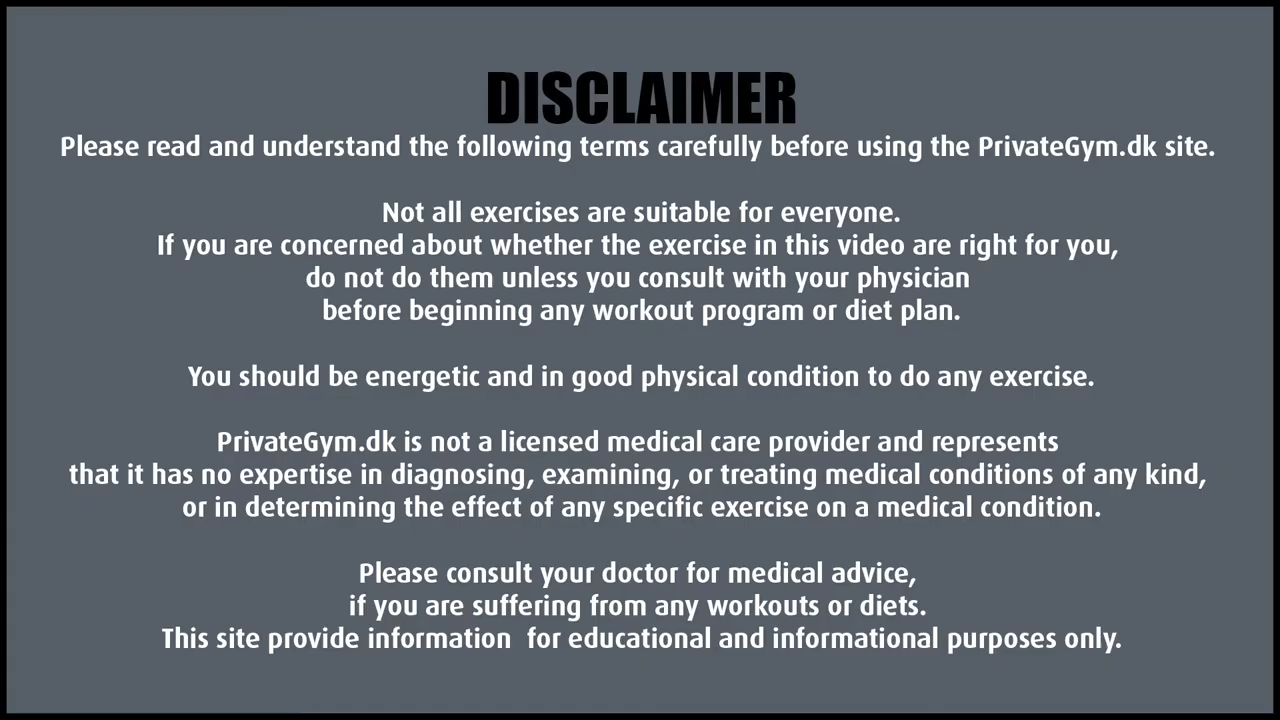 DISCLAIMER
Please read and understand the following terms carefully before using the PrivateGym.dk site.
Not all exercises are suitable for everyone.
If you are concerned about whether the exercise in this video are right for you,
do not do them unless you consult with your physician
before beginning any workout program or diet plan.
You should be energetic and in good physical condition to do any exercise.
PrivateGym.dk is not a licensed medical care provider and represents
that it has no expertise in diagnosing, examining, or treating medical conditions of any kind,
or in determining the effect of any specific exercise on a medical condition.
Please consult your doctor for medical advice,
if you are suffering from any workouts or diets.
This site provide information  for educational and informational purposes only.